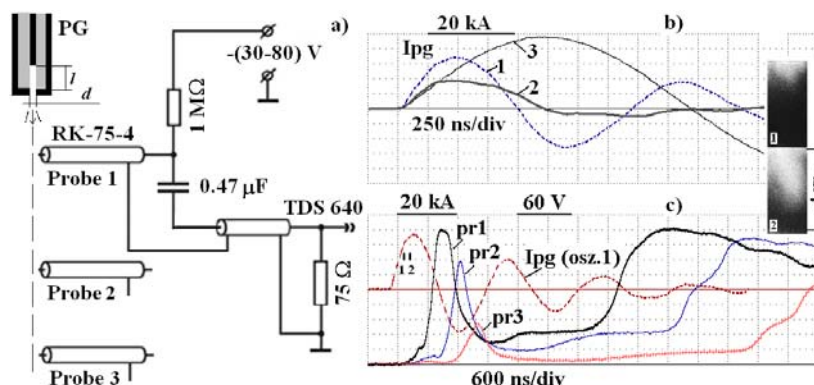 PG
l
d
a)
-(30-80) V
1 MΩ
RK-75-4
Probe 1
0.47 μF
TDS 640
75 Ω
Probe 2
Probe 3
20 kA
b)
Ipg
3
1
2
250 ns/div
1
2
20 kA
60 V
c)
pr1
pr2
Ipg (osz.1)
1 2
pr3
600 ns/div